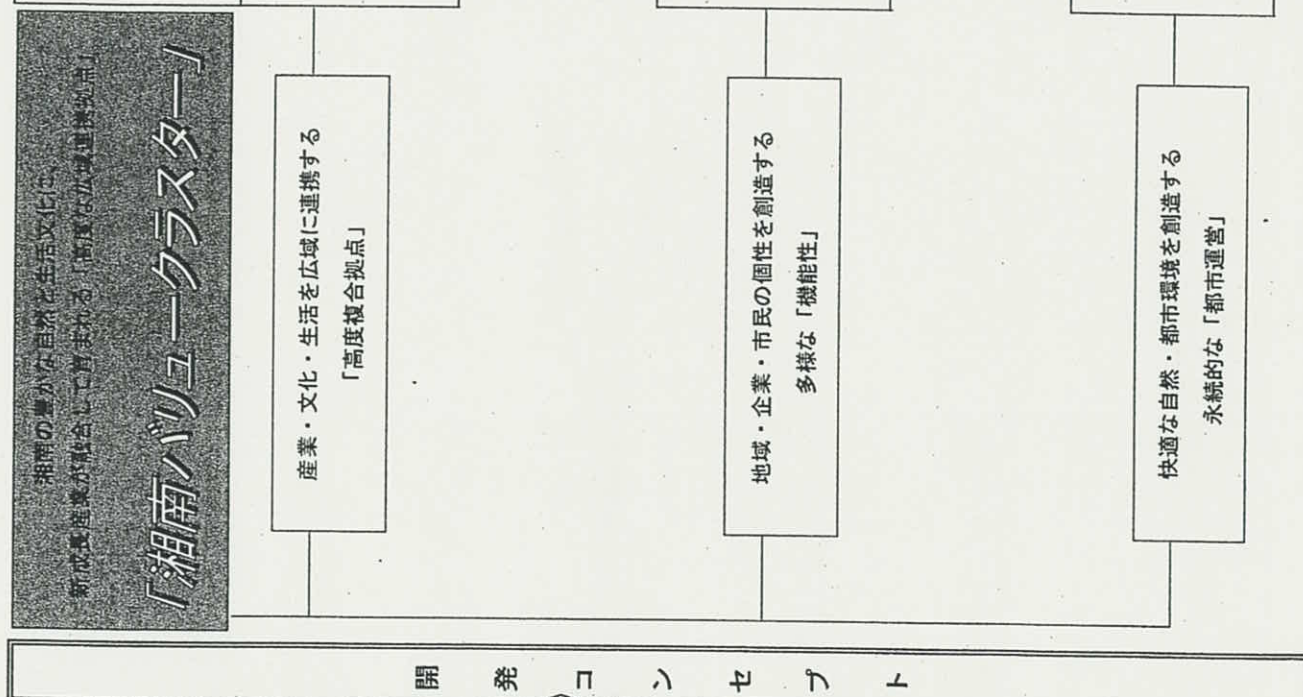 開発コンセプト
湘南の豊かな自然と生活文化に、
新成長産業が融合して育まれる「高度な広域連携拠点」
「湘南バリュークラスター」
産業・文化・生活を広域に連携する
「高度複合拠点」
地域・企業・市民の個性を創造する
多様な「機能性」
快適な自然・都市環境を創造する
永続的な「都市運営」